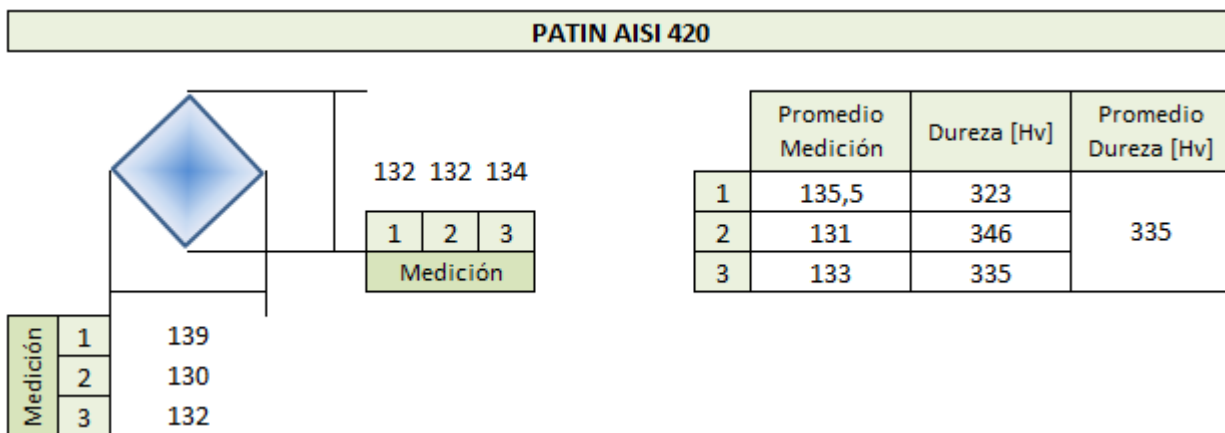 PATIN AISI 420
132 132 134
1 2 3
Medición
Medición
1 139
2 130
3 132
Promedio Medición Dureza [Hv] Promedio Dureza [Hv]
1 135,5 323 335
2 131 346
3 133 335